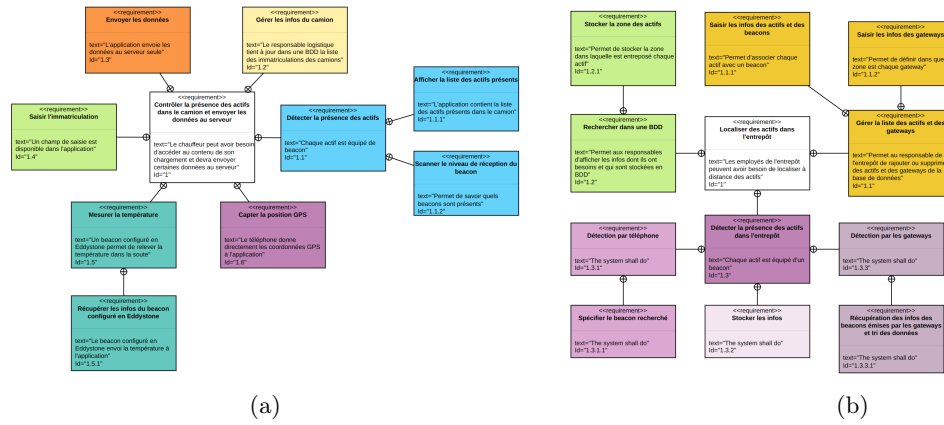 <<requirement>>
Envoyer les données
text="L'application envoie les
données au serveur seule"
Id="1.3"
<<requirement>>
Gérer les infos du camion
text="Le responsable logistique
tient à jour dans une BDD la liste
des immatriculations des camions"
Id="1.2"
<<requirement>>
Saisir l'immatriculation
text="Un champ de saisie est
disponible dans l'application"
Id="1.4"
<<requirement>>
Contrôler la présence des actifs
dans le camion et envoyer les
données au serveur
text="Le chauffeur peut avoir besoin
d'accéder au contenu de son
chargement et devra envoyer
certaines données au serveur"
Id="1"
<<requirement>>
Détecter la présence des actifs
text="Chaque actif est équipé de
beacon"
Id="1.1"
<<requirement>>
Afficher la liste des actifs présents
text="L'application contient la liste
des actifs présents dans le camion"
Id="1.1.1"
<<requirement>>
Scanner le niveau de réception du
beacon
text="Permet de savoir quels
beacons sont présents"
Id="1.1.2"
<<requirement>>
Mesurer la température
text="Un beacon configuré en
Eddystone permet de relever la
température dans la soute"
Id="1.5"
<<requirement>>
Capter la position GPS
text="Le téléphone donne
directement les coordonnées GPS
à l'application"
Id="1.6"
<<requirement>>
Récupérer les infos du beacon
configuré en Eddystone
text="Le beacon configuré en
Eddystone envoi la température à
l'application"
Id="1.5.1"
(a)
<<requirement>>
Stocker la zone des actifs
text="Permet de stocker la zone
dans laquelle est entreposé chaque
actif"
Id="1.2.1"
<<requirement>>
Saisir les infos des actifs et des
beacons
text="Permet d'associer chaque
actif avec un beacon"
Id="1.1.1"
<<requirement>>
Saisir les infos des gateways
text="Permet de définir dans que
zone est chaque gateway"
Id="1.1.2"
<<requirement>>
Rechercher dans une BDD
text="Permet aux responsables
d'afficher les infos dont ils ont
besoins et qui sont stockées en
BDD"
Id="1.2"
<<requirement>>
Localiser des actifs dans
l'entrepôt
text="Les employés de l'entrepôt
peuvent avoir besoin de localiser à
distance des actifs"
Id="1"
<<requirement>>
Gérer la liste des actifs et des
gateways
text="Permet au responsable de
l'entrepôt de rajouter ou supprime
des actifs et des gateways de la
base de données"
Id="1.1"
<<requirement>>
Détection par téléphone
text="The system shall do"
Id="1.3.1"
<<requirement>>
Détecter la présence des actifs
dans l'entrepôt
text="Chaque actif est équipé d'un
beacon"
Id="1.3"
<<requirement>>
Détection par les gateways
text="The system shall do"
Id="1.3.3"
<<requirement>>
Spécifier le beacon recherché
text="The system shall do"
Id="1.3.1.1"
<<requirement>>
Stocker les infos
text="The system shall do"
Id="1.3.2"
<<requirement>>
Récupération des infos des
beacons émises par les gateways
et tri des données
text="The system shall do"
Id="1.3.3.1"
(b)